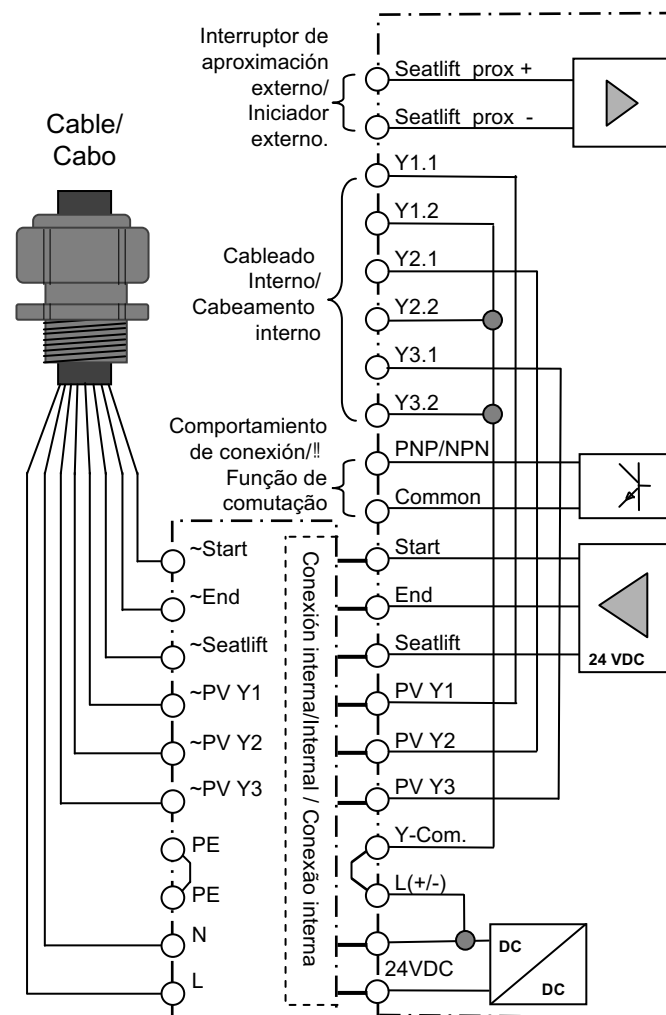 Interruptor de
aproximación
externo/
Iniciador
externo.
Seatlift prox +
Seatlift prox -
Cable/
Cabo
Y1.1
Y1.2
Y2.1
Y2.2
Y3.1
Y3.2
Cableado
Interno/
Cabeamento
interno
Comportamiento
de conexión/‼
Função de
comutação
PNP/NPN
Common
~Start
~End
~Seatlift
~PV Y1
~PV Y2
~PV Y3
PE
PE
N
L
Conexión interna/Internal / Conexão interna
Start
End
Seatlift
24 VDC
PV Y1
PV Y2
PV Y3
Y-Com.
L(+/-)
24VDC
DC
DC